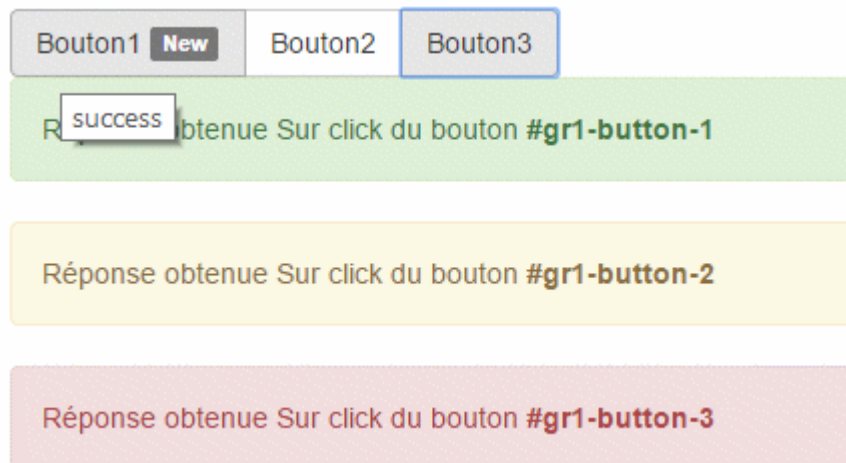 Bouton1 New Bouton2 Bouton3
success
btenue Sur click du bouton #gr1-button-1
Réponse obtenue Sur click du bouton #gr1-button-2
Réponse obtenue Sur click du bouton #gr1-button-3